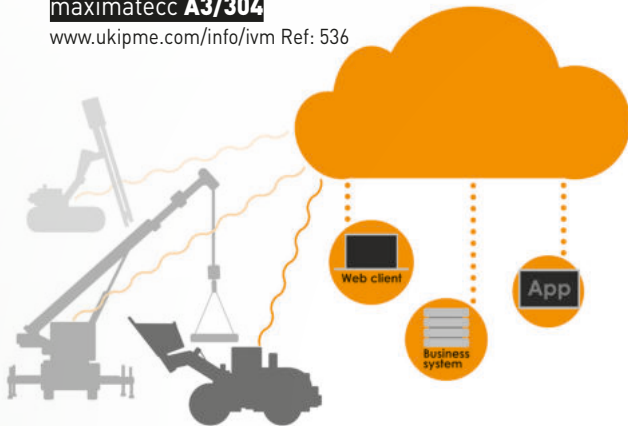 maximatecc A3/304
www.ukipme.com/info/ivm Ref: 536
Web client
App
Business
system